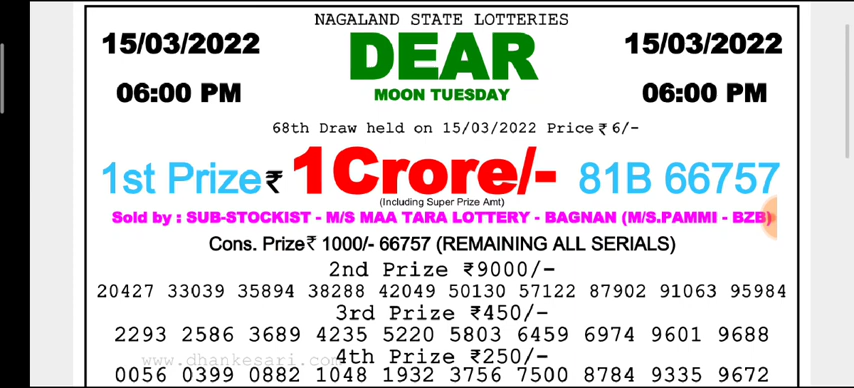 NAGALAND STATE LOTTERIES
15/03/2022 DEAR 15/03/2022
06:00 PM MOON TUESDAY 06:00 PM
68th Draw held on 15/03/2022 Price ₹ 6/-
1st Prize ₹ 1Crore/- 81B 66757
(Including Super Prize Amt)
Sold by : SUB-STOCKIST - M/S MAA TARA LOTTERY - BAGNAN (M/S.PAMMI - BZB)
Cons. Prize ₹ 1000/- 66757 (REMAINING ALL SERIALS)
2nd Prize ₹9000/-
20427 33039 35894 38288 42049 50130 57122 87902 91063 95984
3rd Prize ₹450/-
2293 2586 3689 4235 5220 5803 6459 6974 9601 9688
www.dhankesari.com
4th Prize ₹250/-
0056 0399 0882 1048 1932 3756 7500 8784 9335 9672